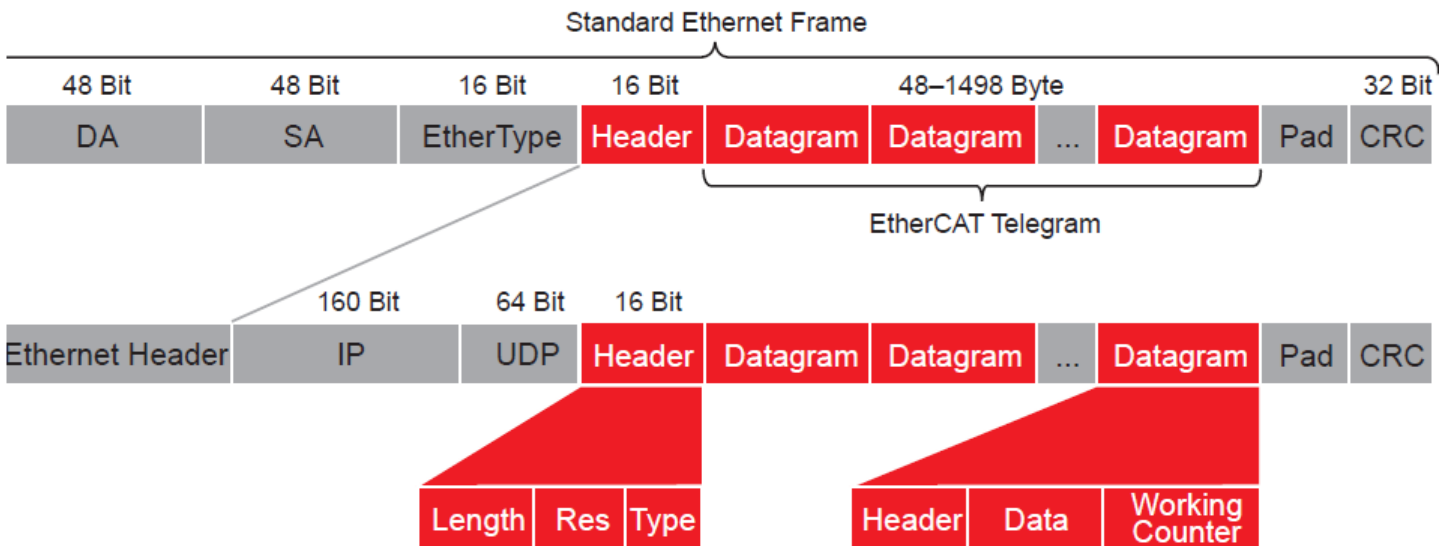 Standard Ethernet Frame
48 Bit 48 Bit 16 Bit 16 Bit 48–1498 Byte 32 Bit
DA SA EtherType Header Datagram Datagram ... Datagram Pad CRC
EtherCAT Telegram
160 Bit 64 Bit 16 Bit
Ethernet Header IP UDP Header Datagram Datagram ... Datagram Pad CRC
Length Res Type Header Data Working
Counter